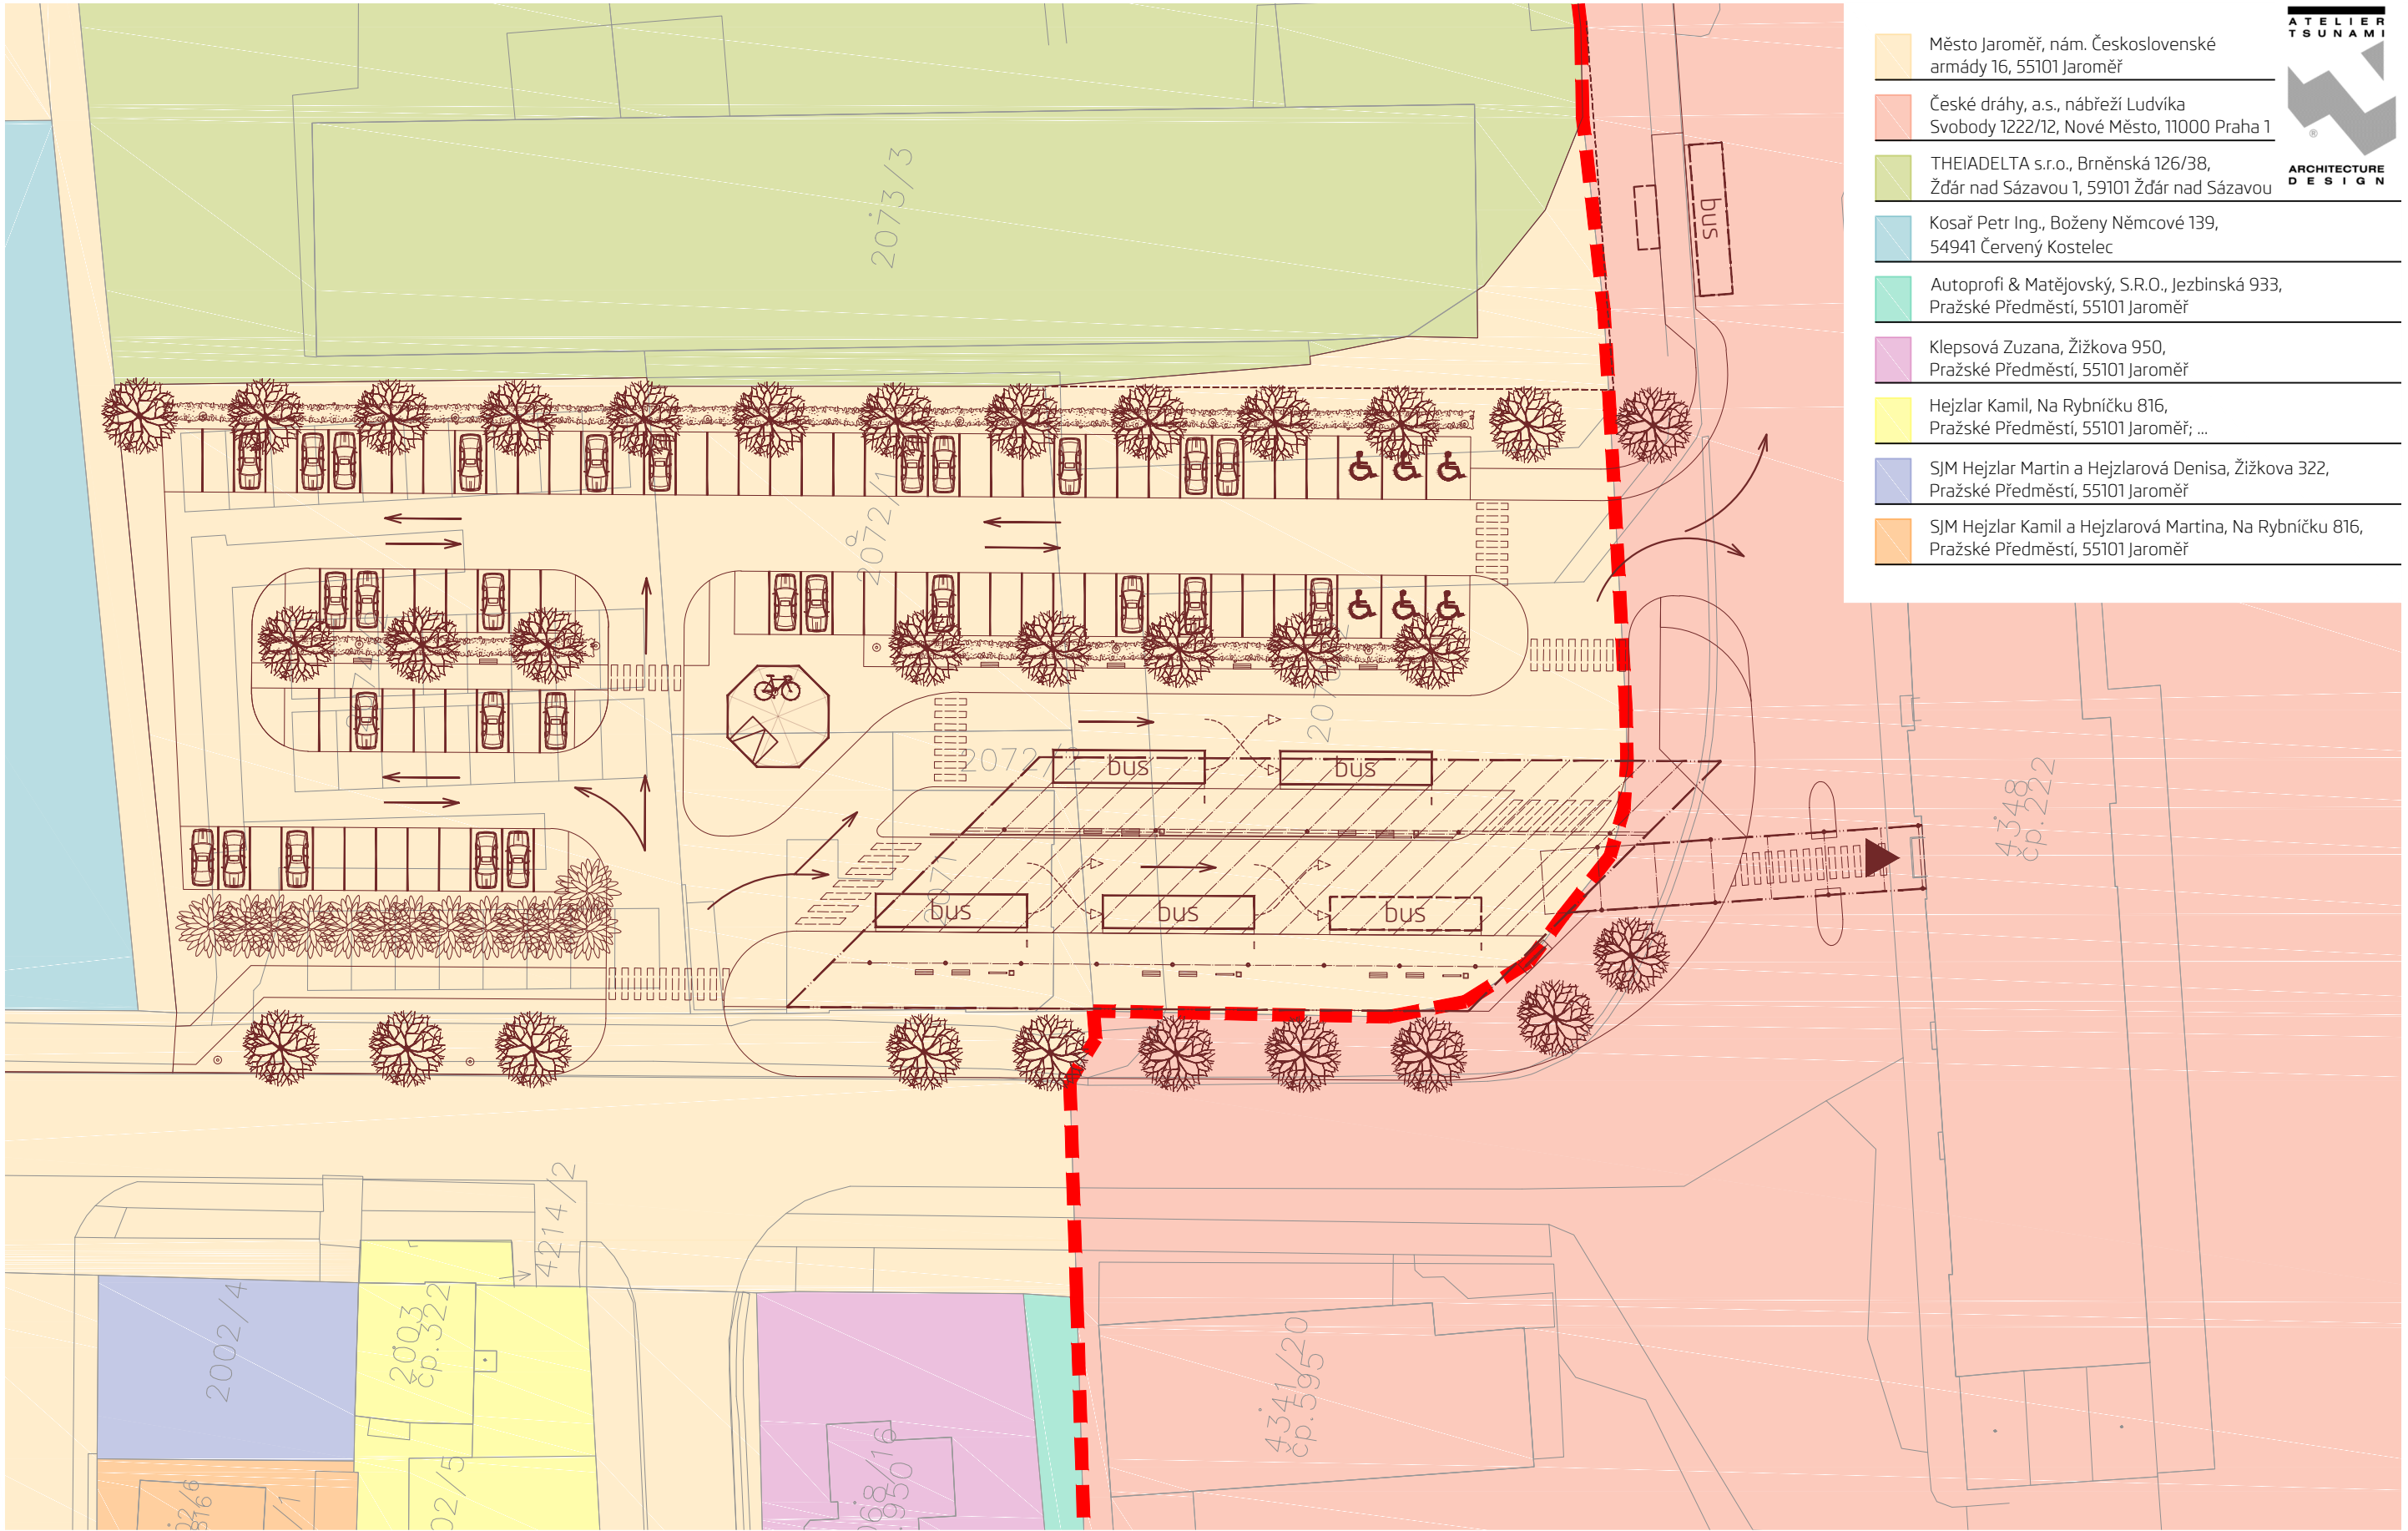 Město Jaroměř, nám. Československé
armády 16, 55101 Jaroměř
České dráhy, a.s., nábřeží Ludvíka
Svobody 1222/12, Nové Město, 11000 Praha 1
THEIADELTA s.r.o., Brněnská 126/38,
Žďár nad Sázavou 1, 59101 Žďár nad Sázavou
Kosař Petr Ing., Boženy Němcové 139,
54941 Červený Kostelec
Autoprofi & Matějovský, S.R.O., Jezbinská 933,
Pražské Předměstí, 55101 Jaroměř
Klepsová Zuzana, Žižkova 950,
Pražské Předměstí, 55101 Jaroměř
Hejzlar Kamil, Na Rybníčku 816,
Pražské Předměstí, 55101 Jaroměř; ...
SJM Hejzlar Martin a Hejzlarová Denisa, Žižkova 322,
Pražské Předměstí, 55101 Jaroměř
SJM Hejzlar Kamil a Hejzlarová Martina, Na Rybníčku 816,
Pražské Předměstí, 55101 Jaroměř
ATELIER
TSUNAMI
®
ARCHITECTURE
DESIGN
2073/3
bus
2072/1
2072/2
bus
bus
bus
bus
bus
4348
čp.222
4214/2
2002/4
2003
čp.322
4341/20
čp.595